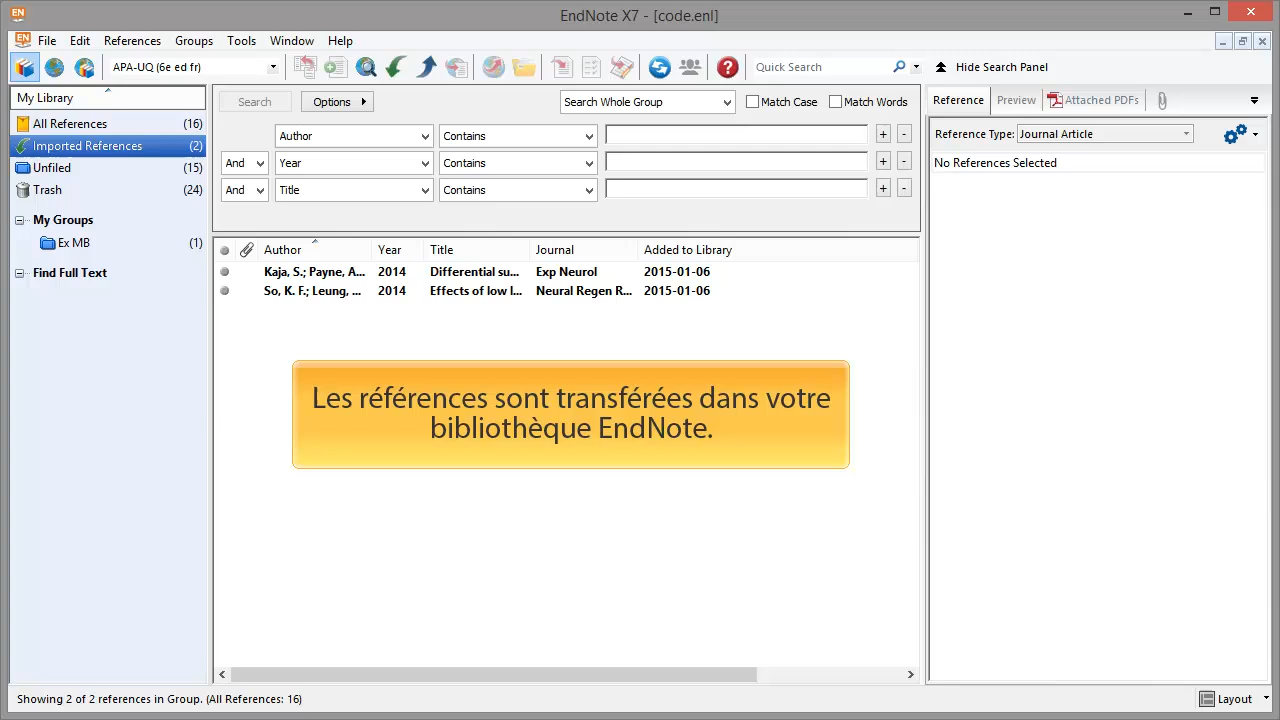 EndNote X7 - [code.enl]
File Edit References Groups Tools Window Help
APA-UQ (6e ed fr) Quick Search Hide Search Panel
My Library
All References (16)
Imported References (2)
Unfiled (15)
Trash (24)
My Groups
Ex MB (1)
Find Full Text
Search Options Search Whole Group Match Case Match Words
Author Contains + -
And Year Contains + -
And Title Contains + -
Author Year Title Journal Added to Library
Kaja, S.; Payne, A... 2014 Differential su... Exp Neurol 2015-01-06
So, K. F.; Leung, ... 2014 Effects of low l... Neural Regen R... 2015-01-06
Les références sont transférées dans votre
bibliothèque EndNote.
Reference Preview Attached PDFs
Reference Type: Journal Article
No References Selected
Showing 2 of 2 references in Group. (All References: 16)
Layout